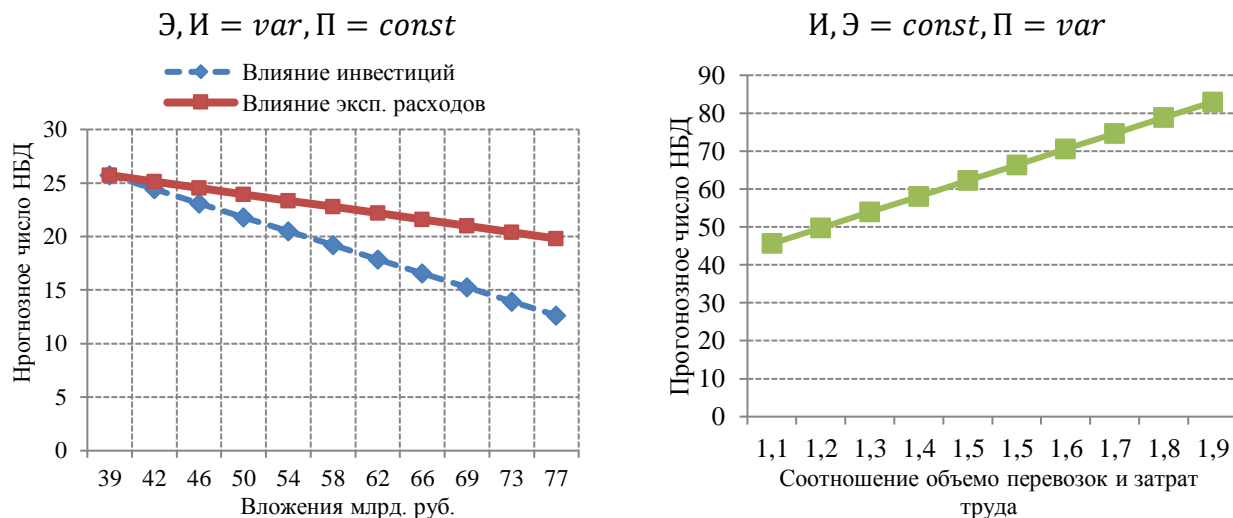 Э, И = var, П = const
Влияние инвестиций
Влияние эксп. расходов
Нрогнозное число НБД
30
25
20
15
10
5
0
39 42 46 50 54 58 62 66 69 73 77
Вложения млрд. руб.
И, Э = const, П = var
Прогонозное число НБД
90
80
70
60
50
40
30
20
10
0
1,1 1,2 1,3 1,4 1,5 1,5 1,6 1,7 1,8 1,9
Соотношение объемо перевозок и затрат
труда